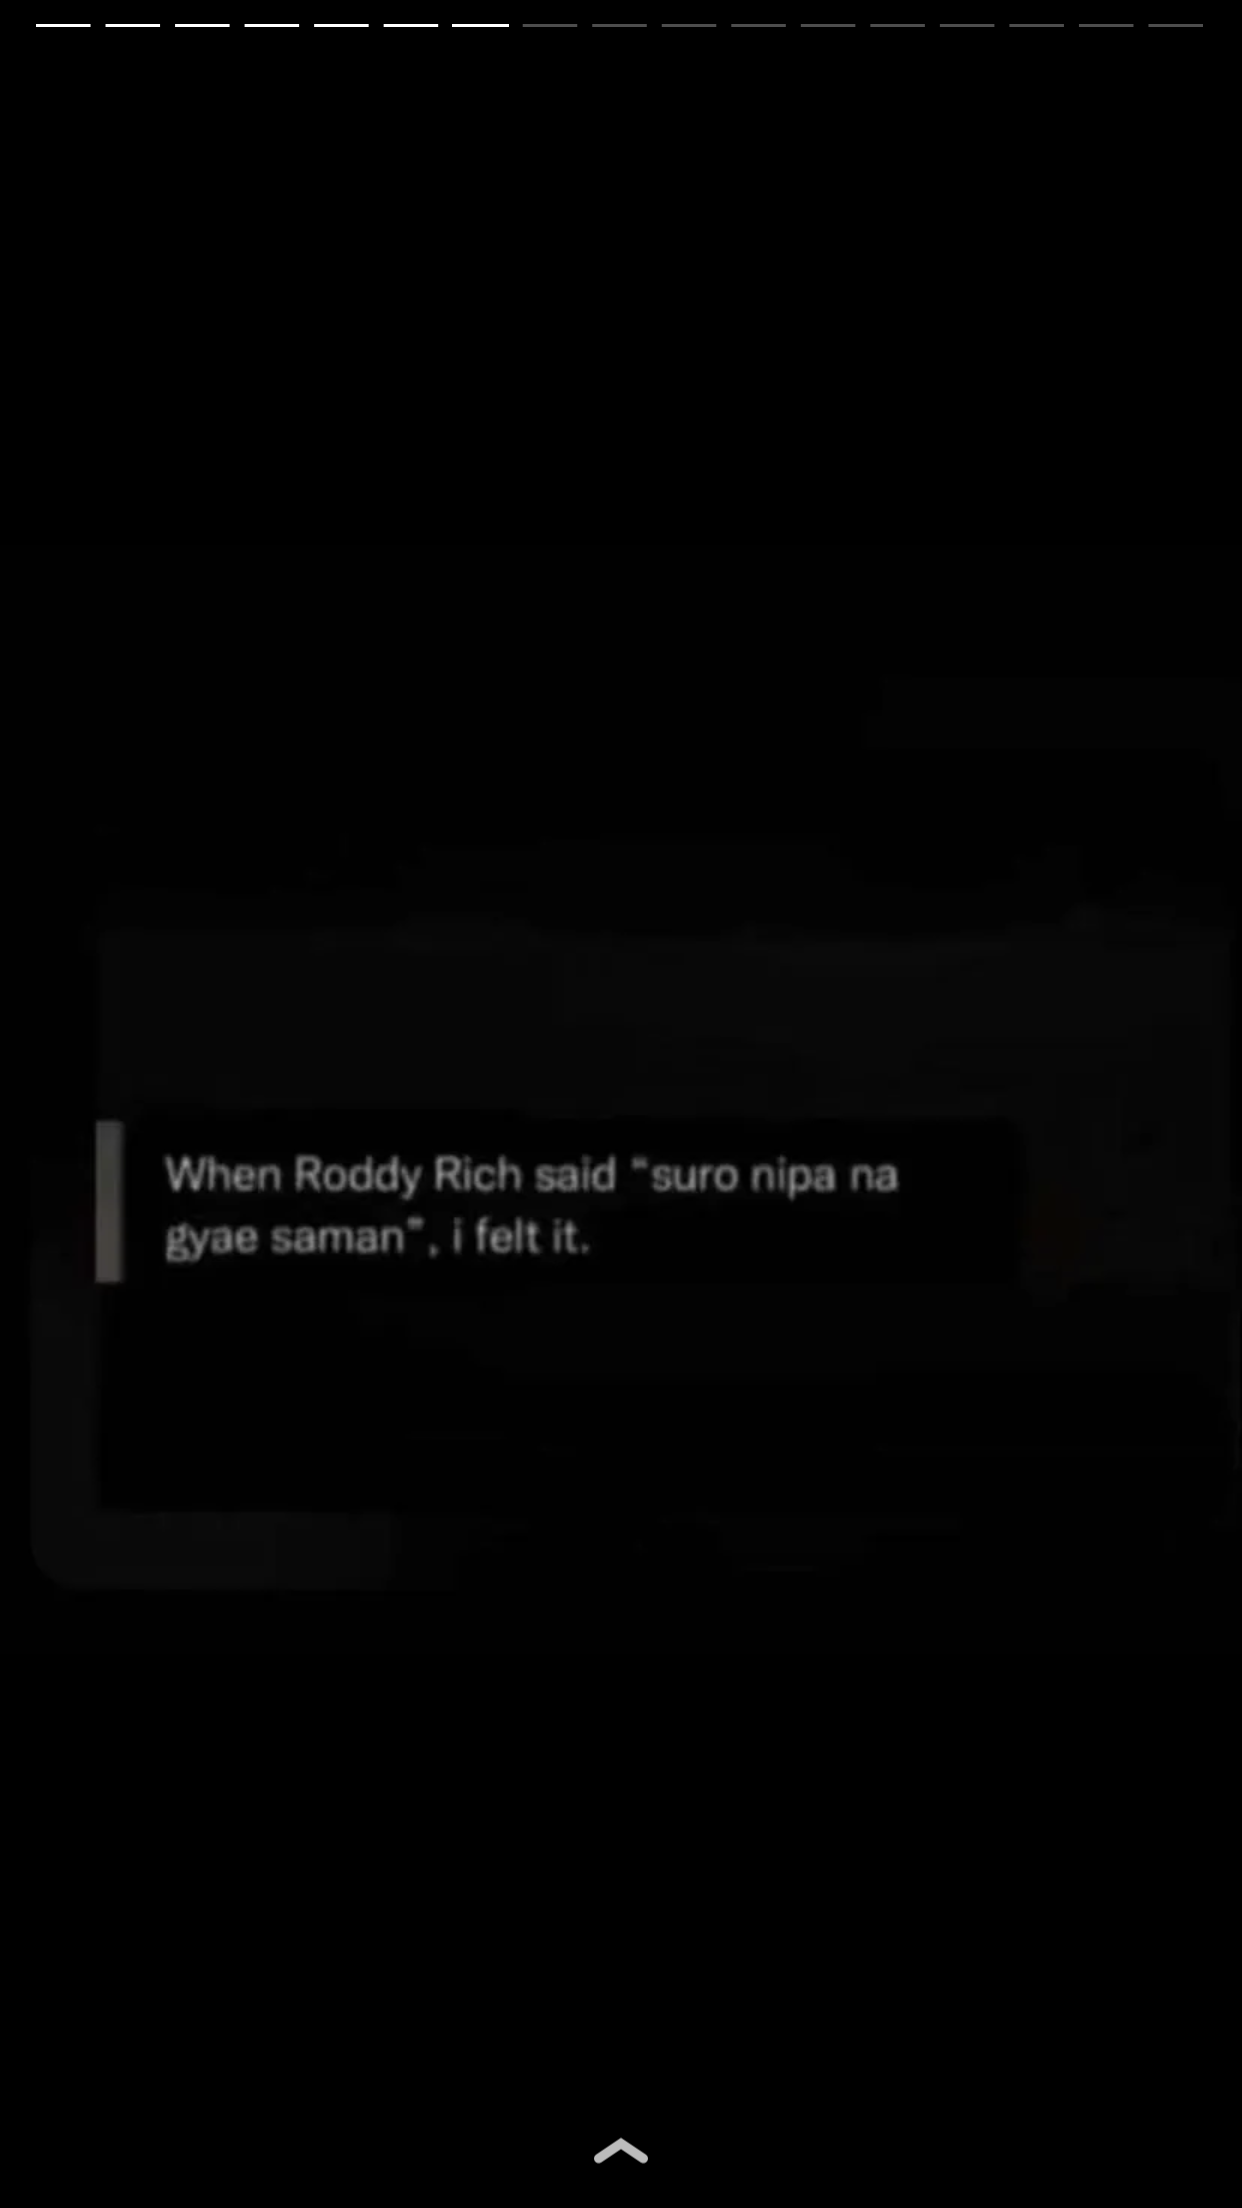 When Roddy Rich said "suro nipa na
gyae saman", i felt it.